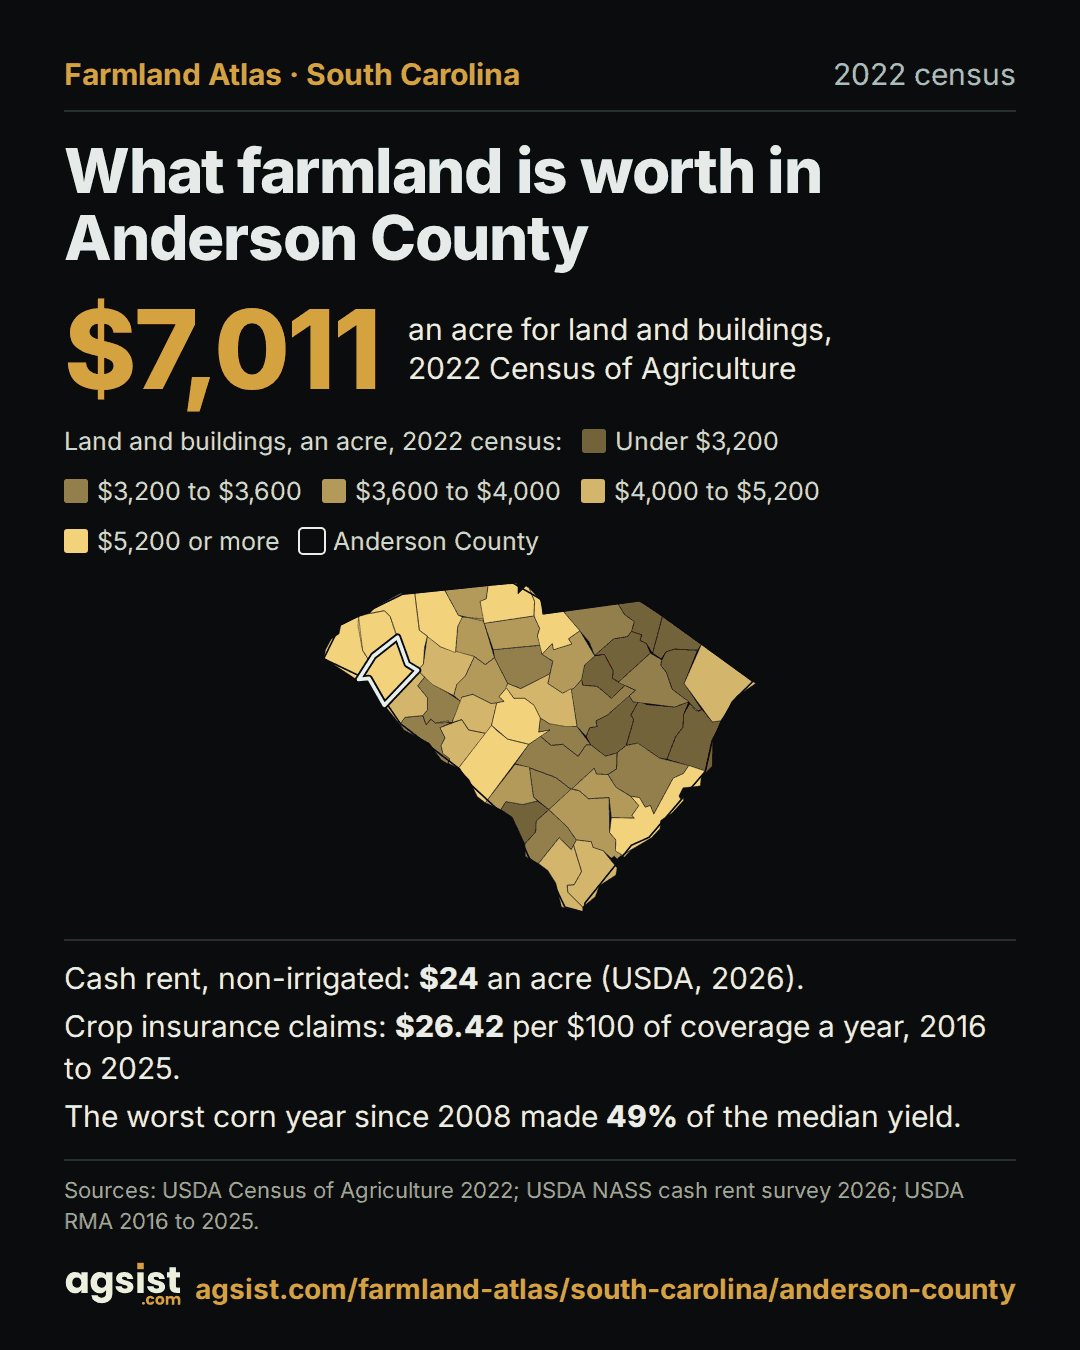 Farmland Atlas · South Carolina
2022 census
What farmland is worth in
Anderson County
$7,011
an acre for land and buildings,
2022 Census of Agriculture
Land and buildings, an acre, 2022 census: Under $3,200
$3,200 to $3,600 $3,600 to $4,000 $4,000 to $5,200
$5,200 or more Anderson County
Cash rent, non-irrigated: $24 an acre (USDA, 2026).
Crop insurance claims: $26.42 per $100 of coverage a year, 2016
to 2025.
The worst corn year since 2008 made 49% of the median yield.
Sources: USDA Census of Agriculture 2022; USDA NASS cash rent survey 2026; USDA
RMA 2016 to 2025.
agsist.com
agsist.com/farmland-atlas/south-carolina/anderson-county